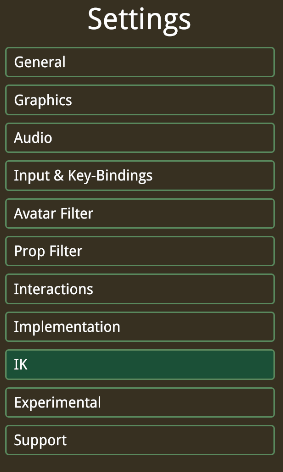 Settings
General
Graphics
Audio
Input & Key-Bindings
Avatar Filter
Prop Filter
Interactions
Implementation
IK
Experimental
Support